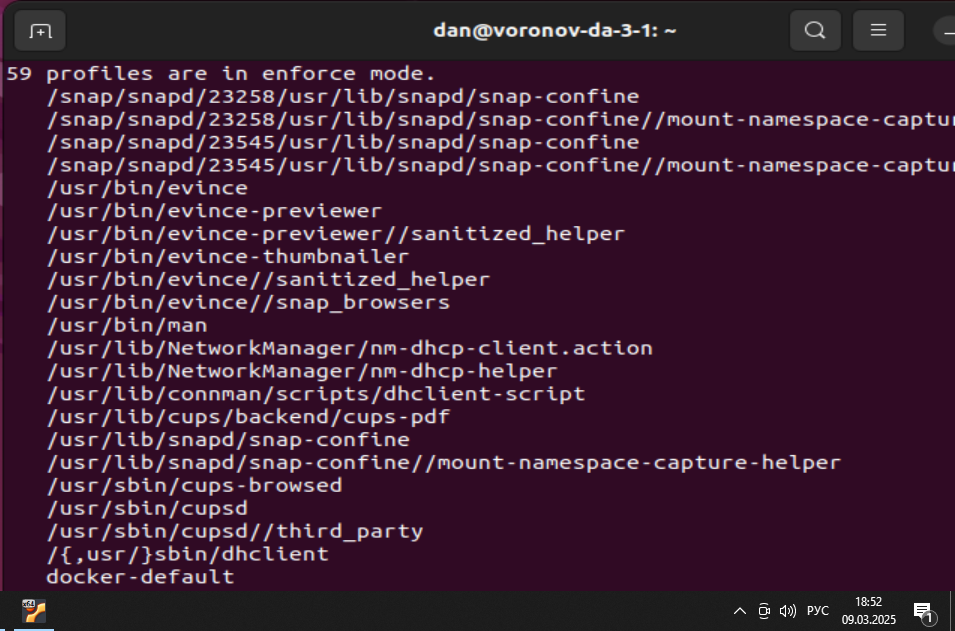 dan@voronov-da-3-1: ~
59 profiles are in enforce mode.
/snap/snapd/23258/usr/lib/snapd/snap-confine
/snap/snapd/23258/usr/lib/snapd/snap-confine//mount-namespace-captu
/snap/snapd/23545/usr/lib/snapd/snap-confine
/snap/snapd/23545/usr/lib/snapd/snap-confine//mount-namespace-captu
/usr/bin/evince
/usr/bin/evince-previewer
/usr/bin/evince-previewer//sanitized_helper
/usr/bin/evince-thumbnailer
/usr/bin/evince//sanitized_helper
/usr/bin/evince//snap_browsers
/usr/bin/man
/usr/lib/NetworkManager/nm-dhcp-client.action
/usr/lib/NetworkManager/nm-dhcp-helper
/usr/lib/connman/scripts/dhclient-script
/usr/lib/cups/backend/cups-pdf
/usr/lib/snapd/snap-confine
/usr/lib/snapd/snap-confine//mount-namespace-capture-helper
/usr/sbin/cups-browsed
/usr/sbin/cupsd
/usr/sbin/cupsd//third_party
/{,usr/}sbin/dhclient
docker-default
x64
РУС
18:52
09.03.2025
1